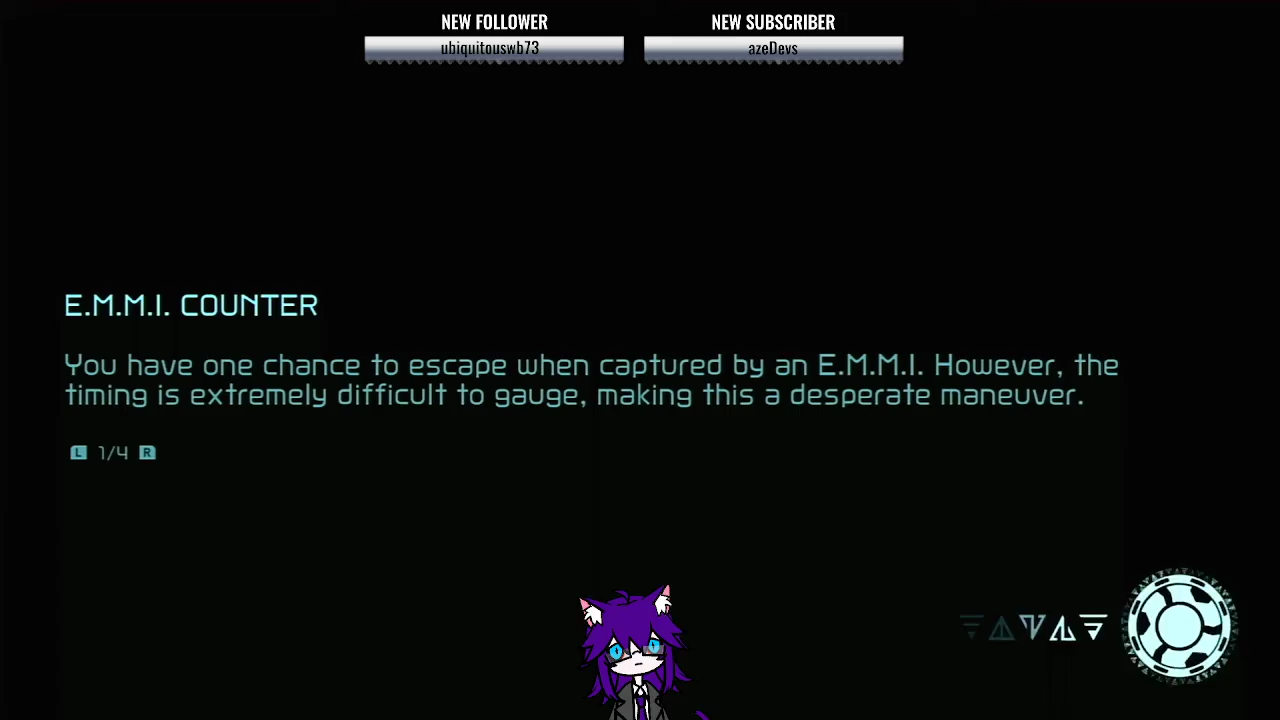 NEW FOLLOWER
ubiquitouswb73
NEW SUBSCRIBER
azeDevs
E.M.M.I. COUNTER
You have one chance to escape when captured by an E.M.M.I. However, the
timing is extremely difficult to gauge, making this a desperate maneuver.
L 1/4 R